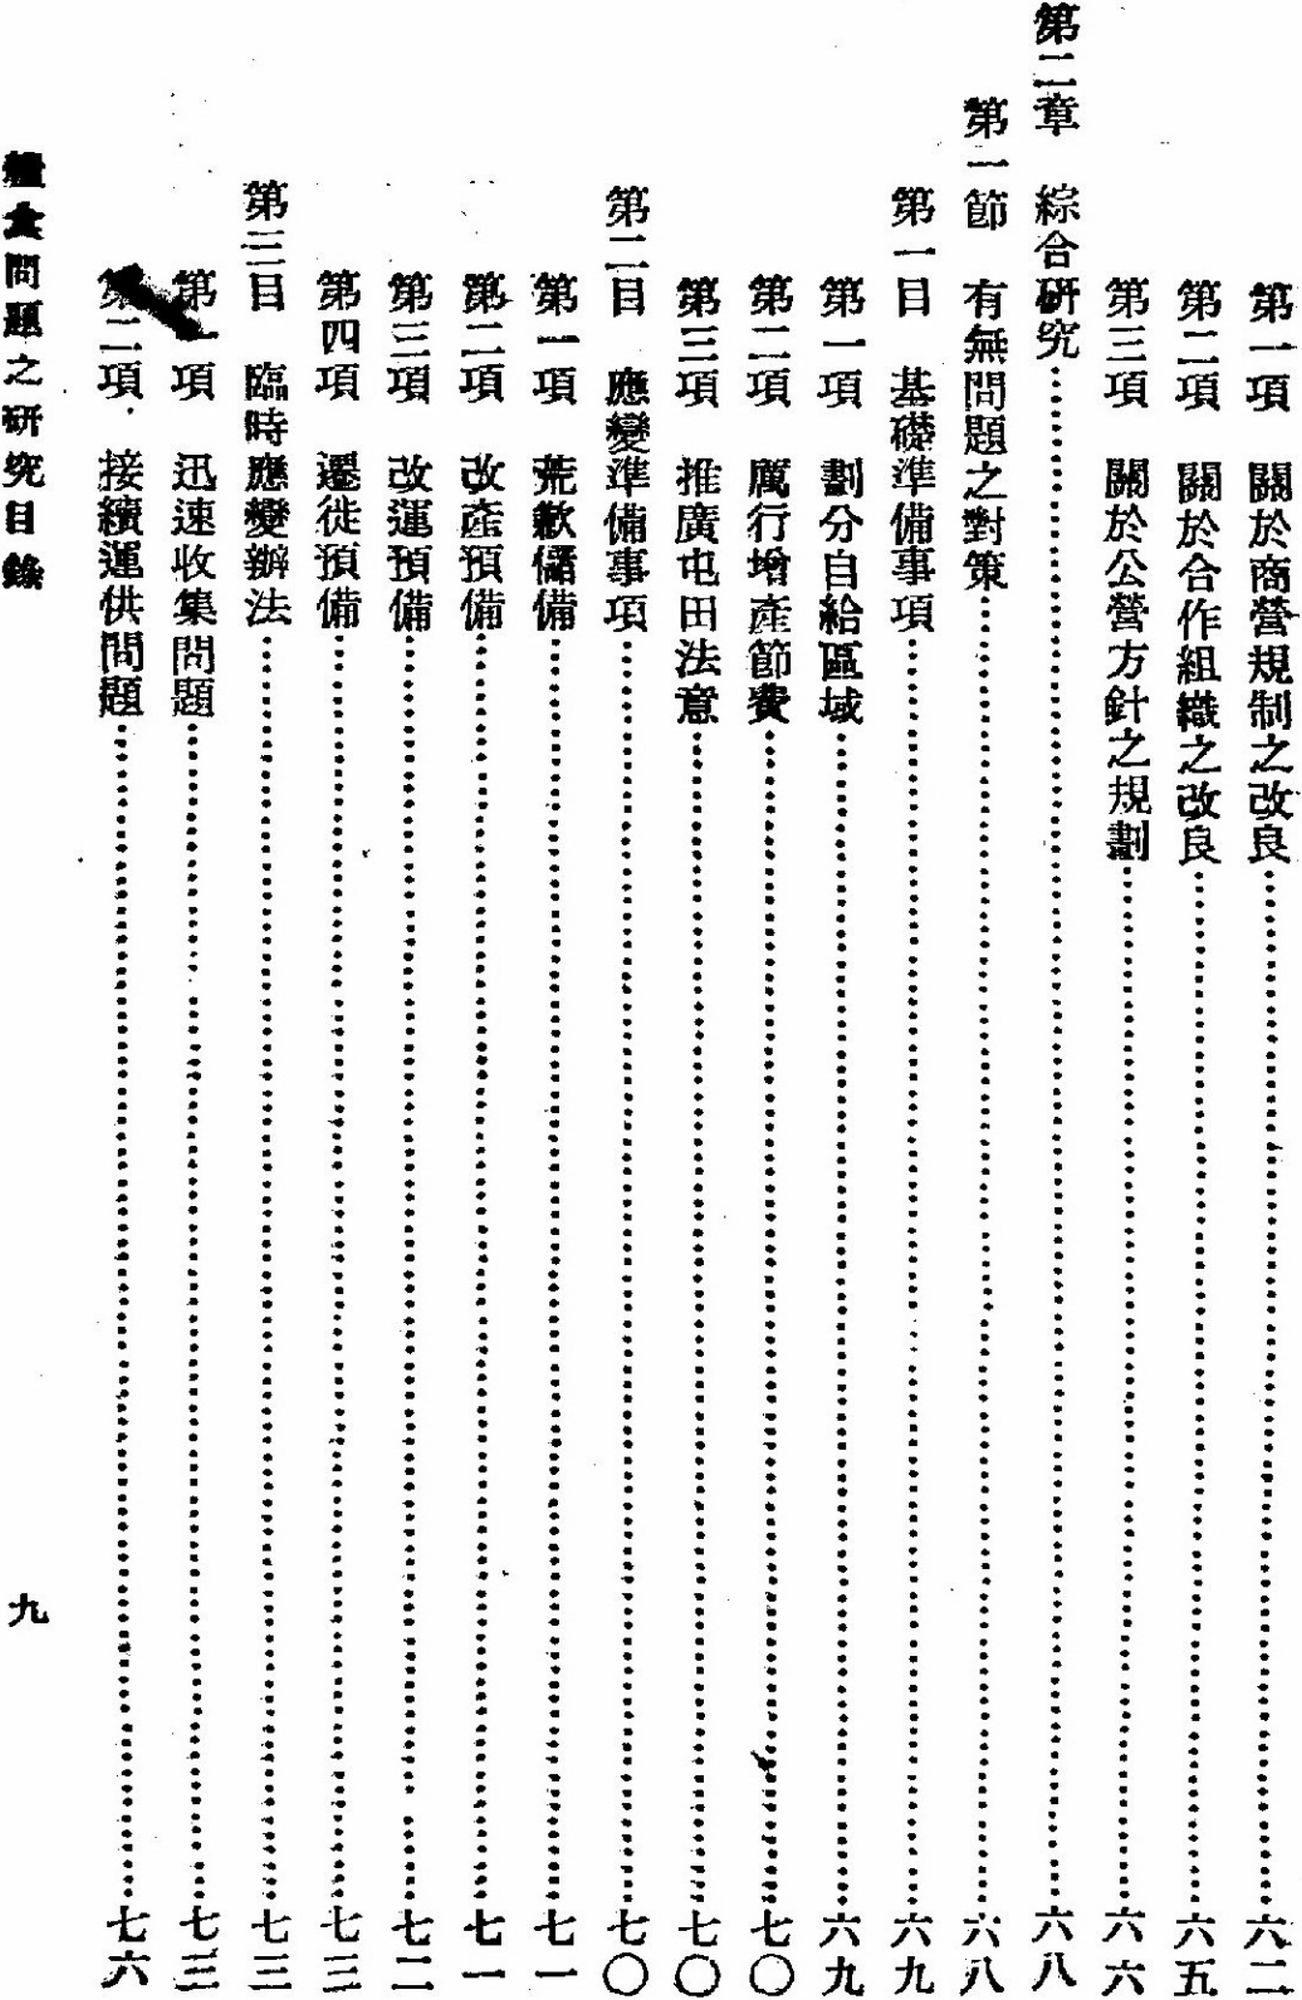 第一項　關於商營規制之改良…………六二
第二項　關於合作組織之改良…………六五
第三項　關於公營方針之規劃…………六六
第二章　綜合研究…………六八
第一節　有無問題之對策…………六八
第一目　基礎準備事項…………六九
第一項　劃分自給區域…………六九
第二項　厲行增產節費…………七〇
第三項　推廣屯田法意…………七〇
第二目　應變準備事項…………七〇
第一項　荒歉儲備…………七一
第二項　改產預備…………七一
第三項　改運預備…………七二
第四項　遷徙預備…………七三
第三目　臨時應變辦法…………七三
第一項　迅速收集問題…………七三
第二項　接續運供問題…………七六
糧食問題之研究目錄
九